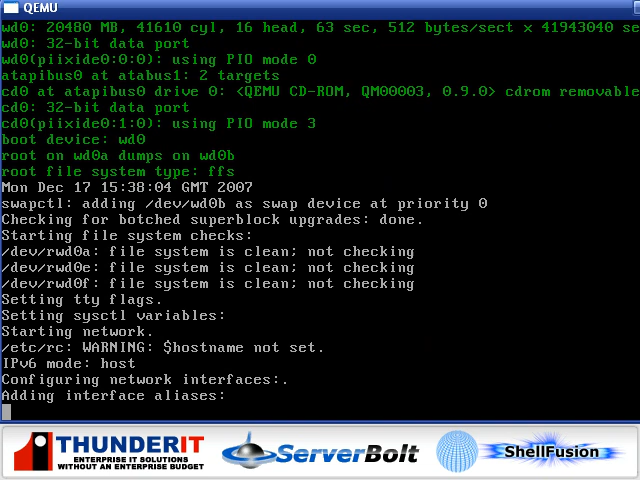 QEMU
wd0: 20480 MB, 41610 cyl, 16 head, 63 sec, 512 bytes/sect x 41943040 se
wd0: 32-bit data port
wd0(piixide0:0:0): using PIO mode 0
atapibus0 at atabus1: 2 targets
cd0 at atapibus0 drive 0: <QEMU CD-ROM, QM00003, 0.9.0> cdrom removable
cd0: 32-bit data port
cd0(piixide0:1:0): using PIO mode 3
boot device: wd0
root on wd0a dumps on wd0b
root file system type: ffs
Mon Dec 17 15:38:04 GMT 2007
swapctl: adding /dev/wd0b as swap device at priority 0
Checking for botched superblock upgrades: done.
Starting file system checks:
/dev/rwd0a: file system is clean; not checking
/dev/rwd0e: file system is clean; not checking
/dev/rwd0f: file system is clean; not checking
Setting tty flags.
Setting sysctl variables:
Starting network.
/etc/rc: WARNING: $hostname not set.
IPv6 mode: host
Configuring network interfaces:.
Adding interface aliases:
THUNDERIT
ENTERPRISE IT SOLUTIONS
WITHOUT AN ENTERPRISE BUDGET
ServerBolt
ShellFusion